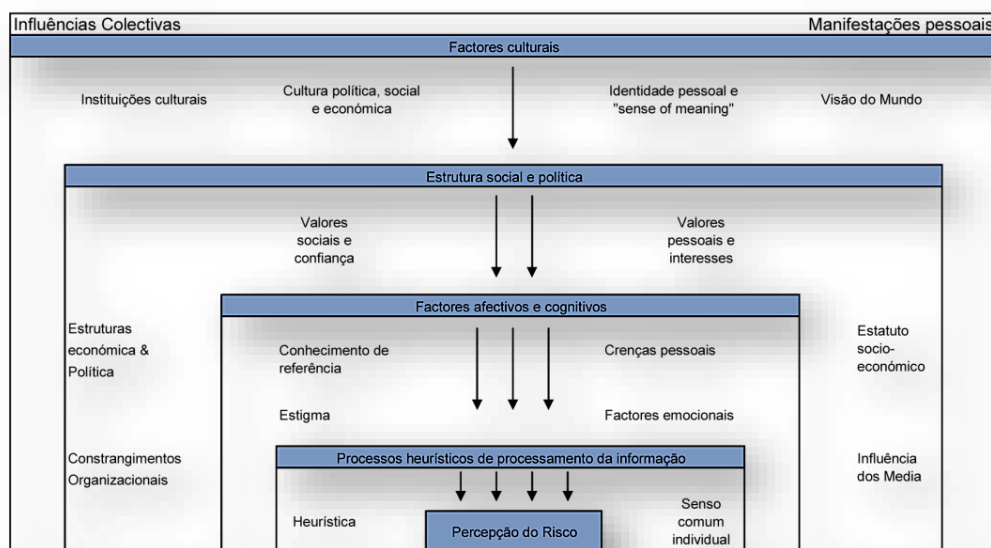 Influências Colectivas
Manifestações pessoais
Factores culturais
Instituições culturais
Cultura política, social
e económica
Identidade pessoal e
"sense of meaning"
Visão do Mundo
Estrutura social e política
Valores
sociais e
confiança
Valores
pessoais e
interesses
Factores afectivos e cognitivos
Estruturas
económica &
Política
Conhecimento de
referência
Crenças pessoais
Estatuto
socio-
económico
Estigma
Factores emocionais
Processos heurísticos de processamento da informação
Constrangimentos
Organizacionais
Influência
dos Media
Heurística
Percepção do Risco
Senso
comum
individual